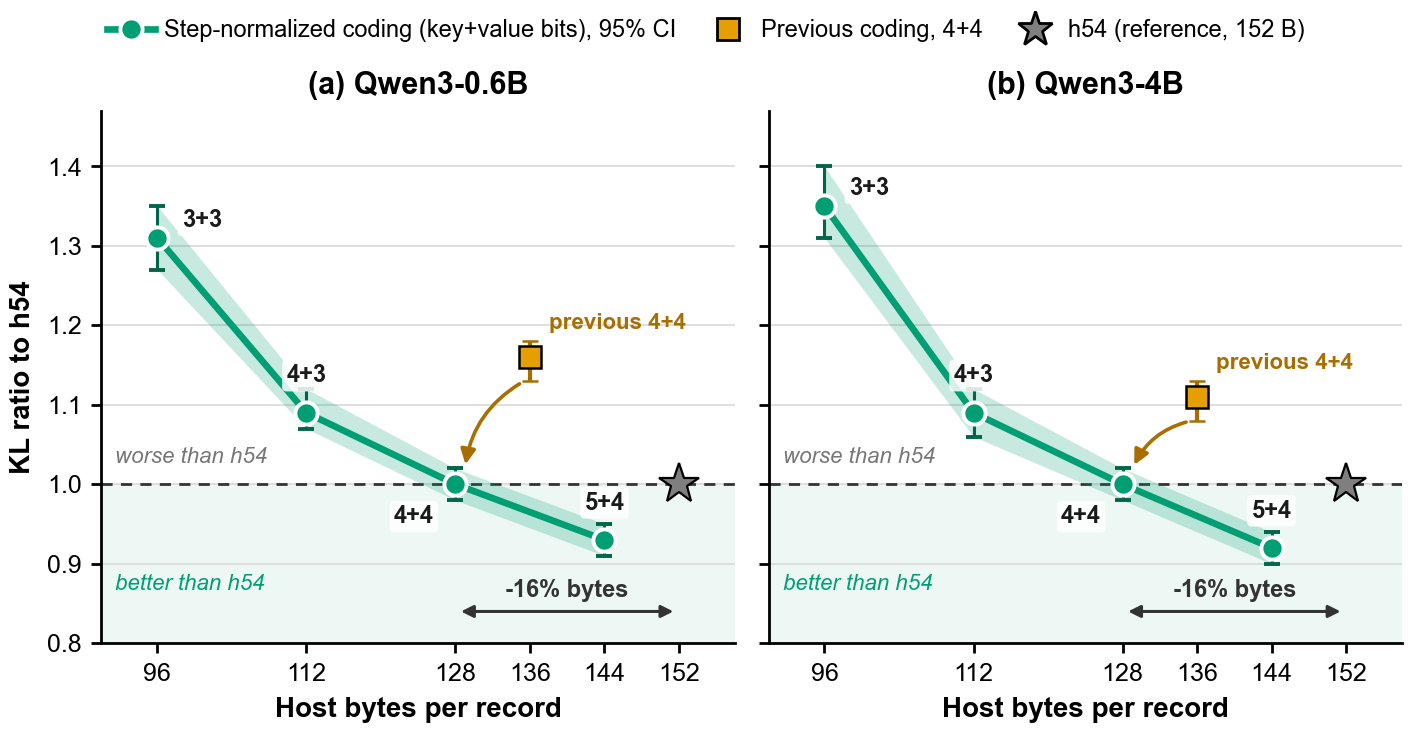 Step-normalized coding (key+value bits), 95% CI
Previous coding, 4+4
h54 (reference, 152 B)
(a) Qwen3-0.6B
KL ratio to h54
1.4
1.3
1.2
1.1
1.0
0.9
0.8
3+3
previous 4+4
4+3
worse than h54
4+4
5+4
better than h54
-16% bytes
96 112 128 136 144 152
Host bytes per record
(b) Qwen3-4B
3+3
previous 4+4
4+3
worse than h54
4+4
5+4
better than h54
-16% bytes
96 112 128 136 144 152
Host bytes per record